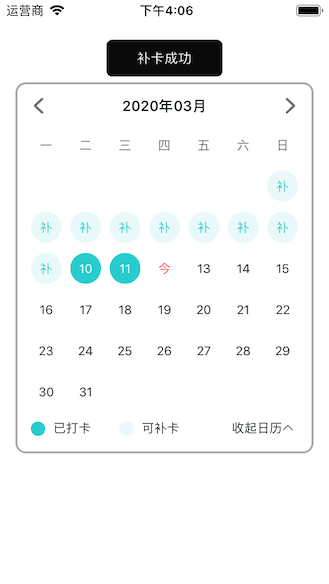 运营商 下午4:06
补卡成功
2020年03月
一 二 三 四 五 六 日
补
补 补 补 补 补 补 补
补 10 11 今 13 14 15
16 17 18 19 20 21 22
23 24 25 26 27 28 29
30 31
已打卡 可补卡 收起日历